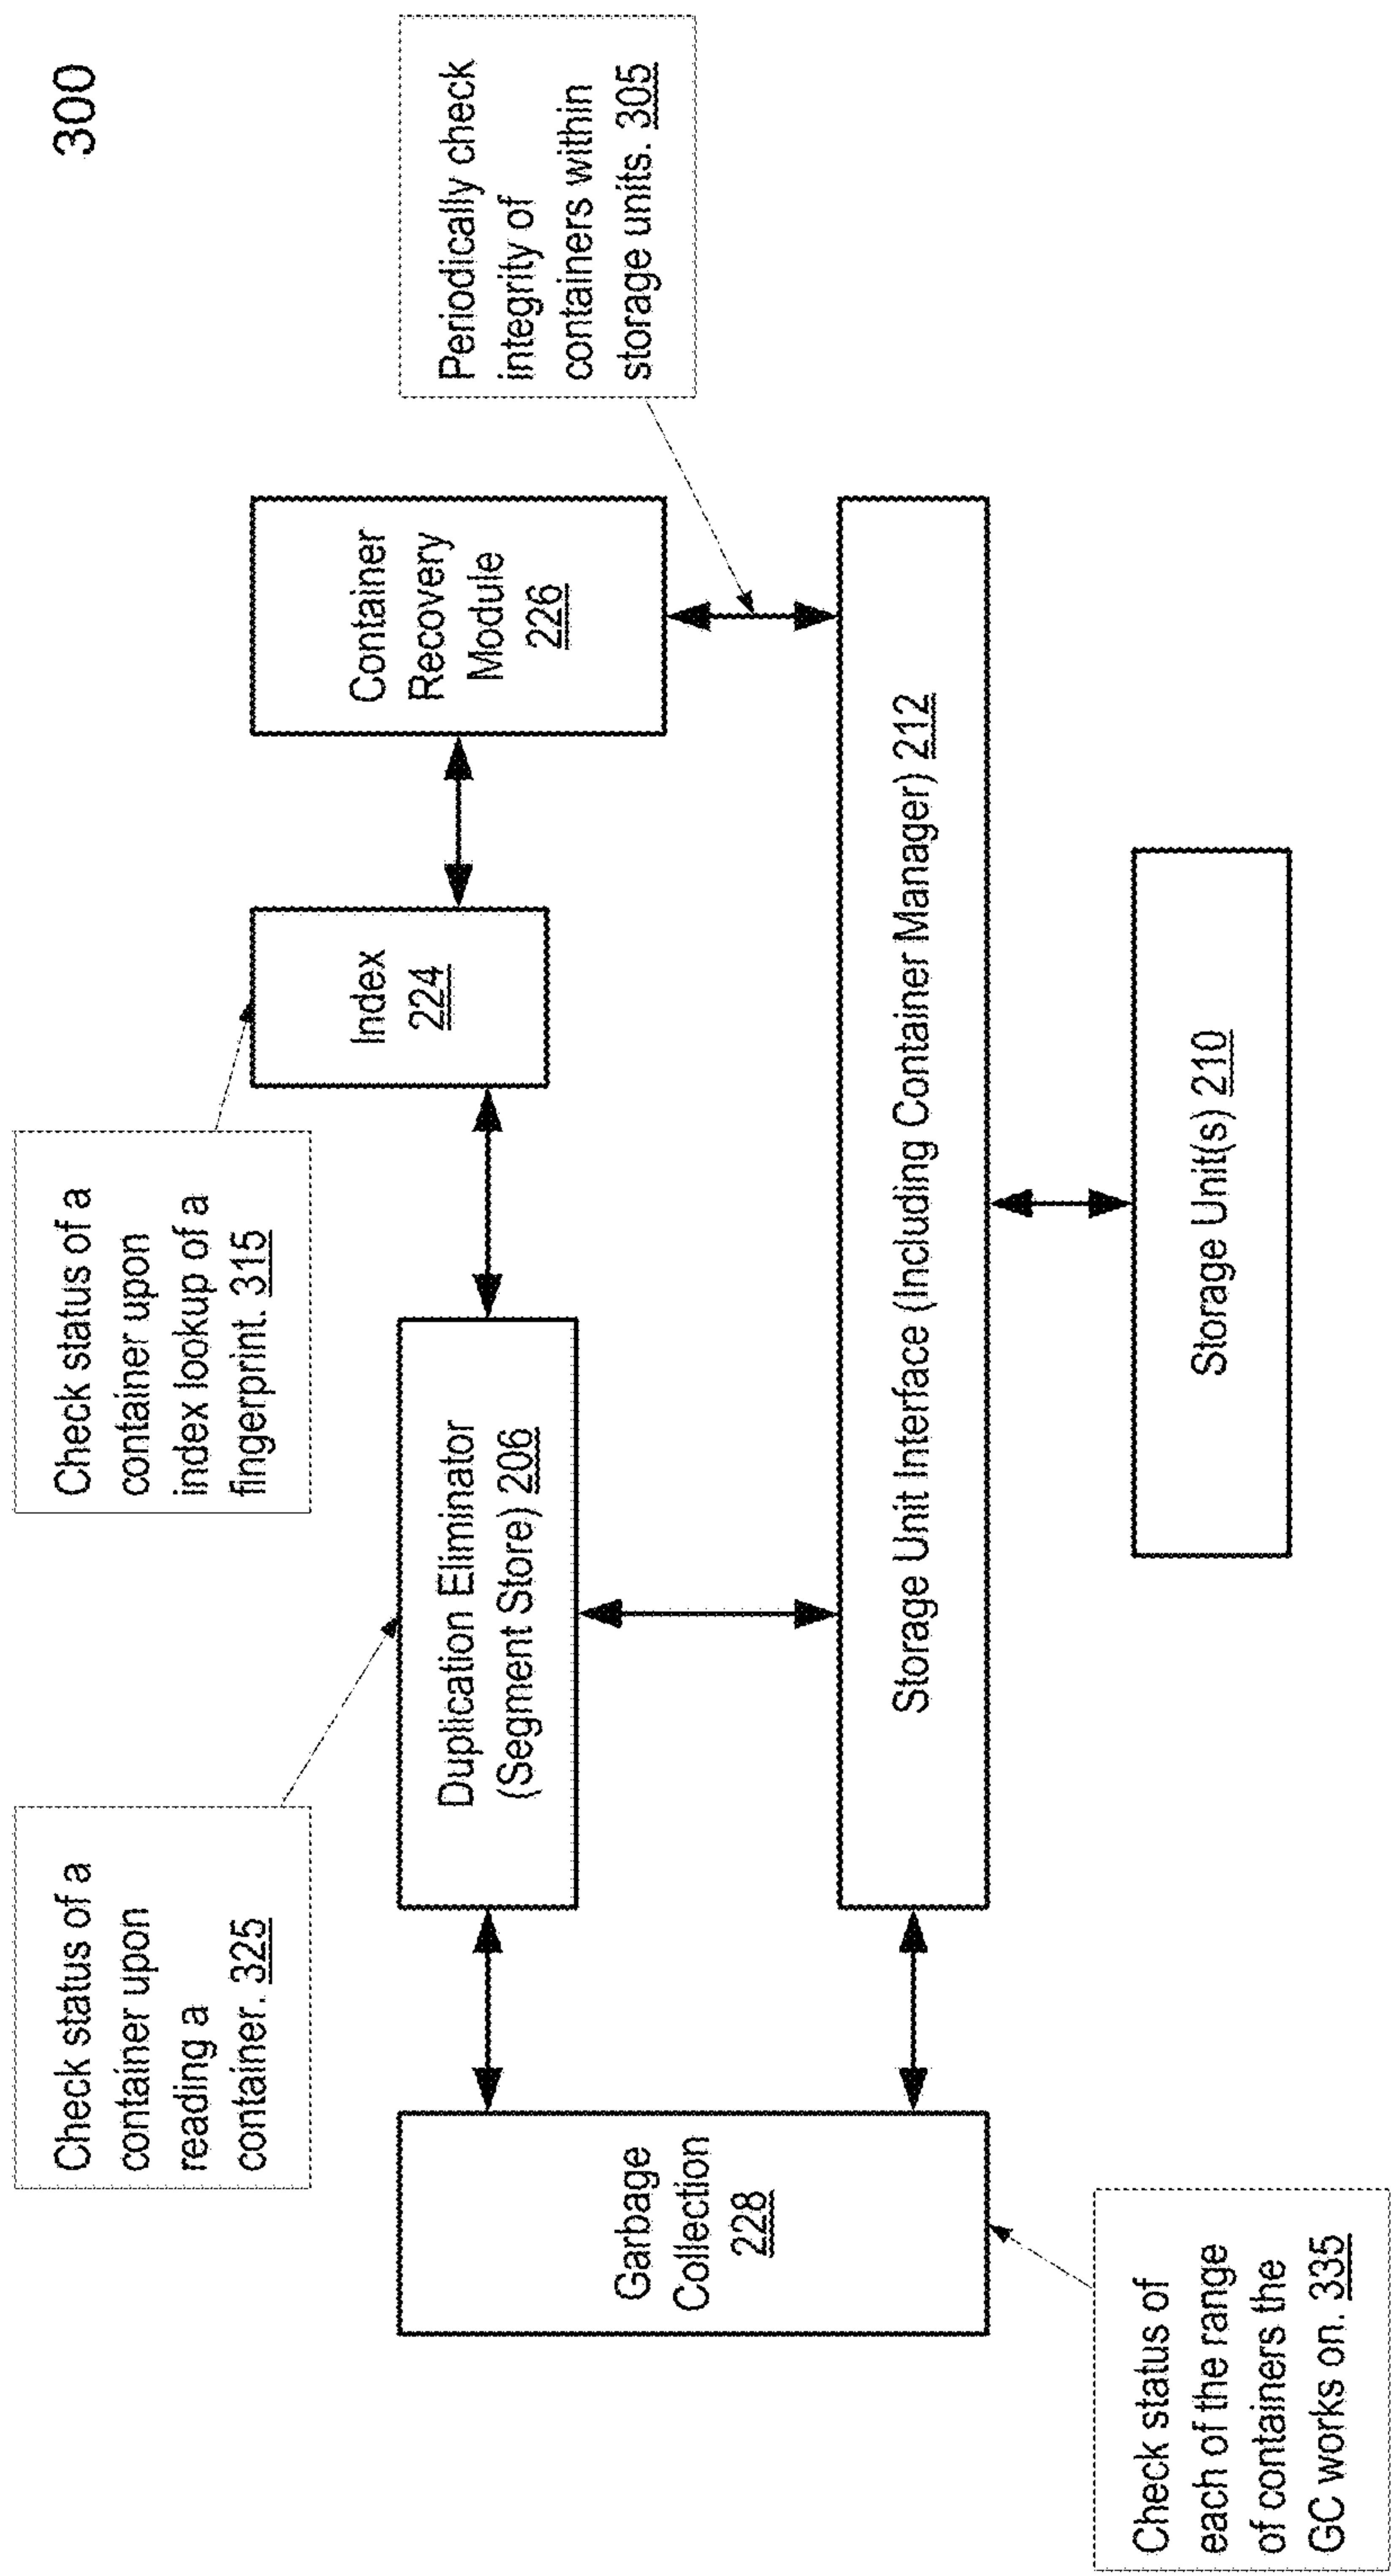 300
Check status of a
container upon
reading a
container. 325
Check status of a
container upon
index lookup of a
fingerprint. 315
Periodically check
integrity of
containers within
storage units. 305
Garbage
Collection
228
Duplication Eliminator
(Segment Store) 206
Index
224
Container
Recovery
Module
226
Storage Unit Interface (Including Container Manager) 212
Check status of
each of the range
of containers the
GC works on. 335
Storage Unit(s) 210